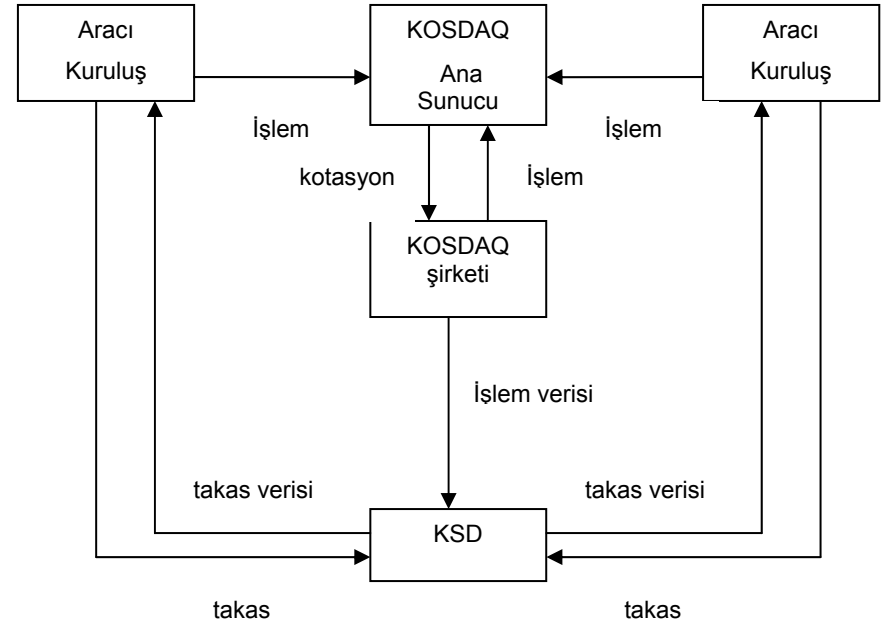 Aracı
Kuruluş
KOSDAQ
Ana
Sunucu
Aracı
Kuruluş
İşlem
İşlem
kotasyon
İşlem
KOSDAQ
şirketi
İşlem verisi
takas verisi
takas verisi
KSD
takas
takas